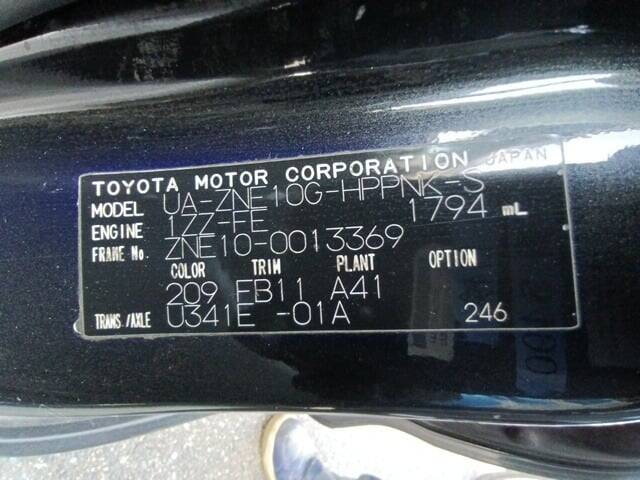 TOYOTA MOTOR CORPORATION JAPAN
MODEL UA-ZNE10G-HPPNK-S
ENGINE 1ZZ-FE 1794 mL
FRAME No. ZNE10-0013369
COLOR TRIM PLANT OPTION
209 FB11 A41
TRANS./AXLE U341E -01A 246